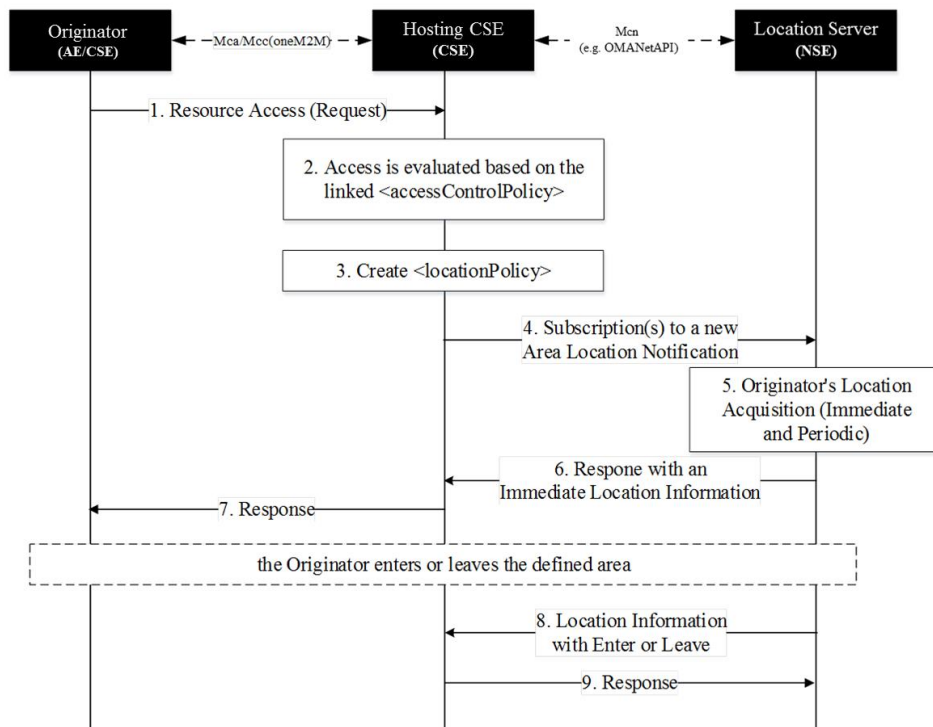 Originator
(AE/CSE)
Mca/Mcc(oneM2M)
Hosting CSE
(CSE)
Mcn
(e.g. OMANetAPI)
Location Server
(NSE)
1. Resource Access (Request)
2. Access is evaluated based on the
linked <accessControlPolicy>
3. Create <locationPolicy>
4. Subscription(s) to a new
Area Location Notification
5. Originator's Location
Acquisition (Immediate
and Periodic)
6. Respone with an
Immediate Location Information
7. Response
the Originator enters or leaves the defined area
8. Location Information
with Enter or Leave
9. Response